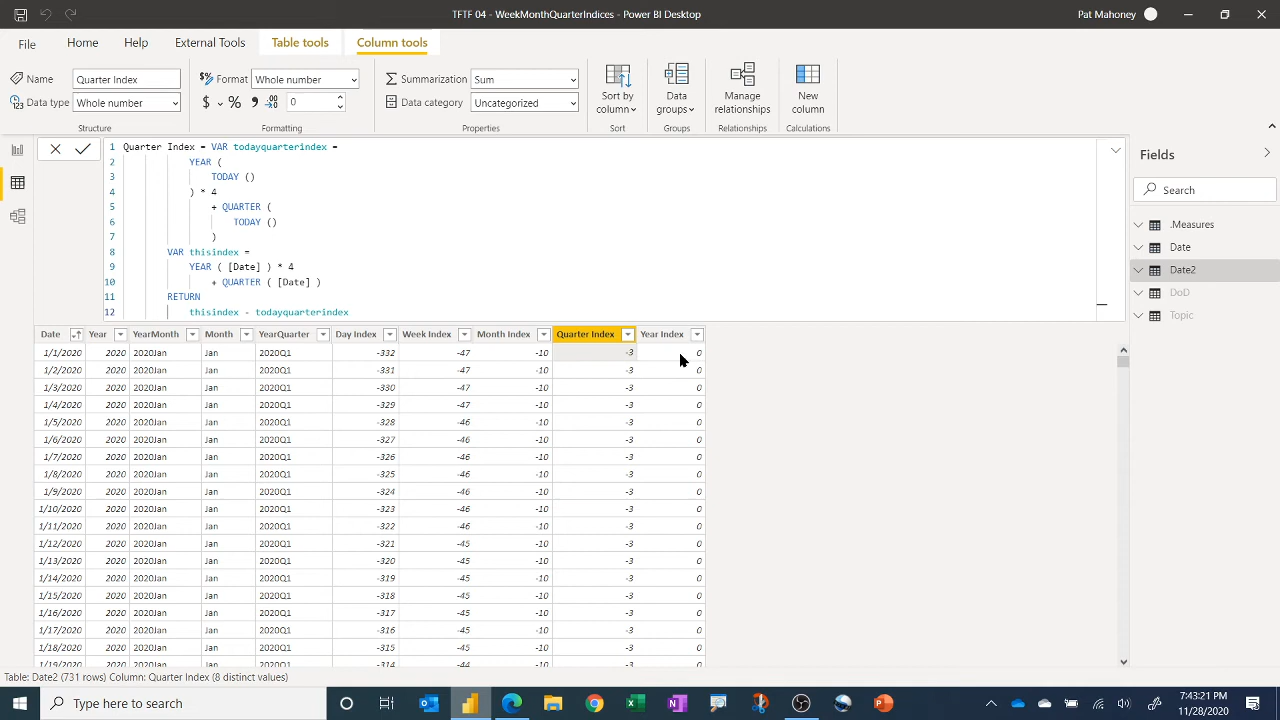 TFTF 04 - WeekMonthQuarterIndices - Power BI Desktop
Pat Mahoney
File Home Help External Tools Table tools Column tools
Name Quarter Index
Format Whole number
Summarization Sum
Data type Whole number
$ % 0
Data category Uncategorized
Sort by column
Data groups
Manage relationships
New column
Structure Formatting Properties Sort Groups Relationships Calculations
1 Quarter Index = VAR todayquarterindex =
2 YEAR (
3 TODAY ()
4 ) * 4
5 + QUARTER (
6 TODAY ()
7 )
8 VAR thisindex =
9 YEAR ( [Date] ) * 4
10 + QUARTER ( [Date] )
11 RETURN
12 thisindex - todayquarterindex
Fields
Search
.Measures
Date
Date2
DoD
Topic
Date Year YearMonth Month YearQuarter Day Index Week Index Month Index Quarter Index Year Index
1/1/2020 2020 2020Jan Jan 2020Q1 -332 -47 -10 -3 0
1/2/2020 2020 2020Jan Jan 2020Q1 -331 -47 -10 -3 0
1/3/2020 2020 2020Jan Jan 2020Q1 -330 -47 -10 -3 0
1/4/2020 2020 2020Jan Jan 2020Q1 -329 -47 -10 -3 0
1/5/2020 2020 2020Jan Jan 2020Q1 -328 -46 -10 -3 0
1/6/2020 2020 2020Jan Jan 2020Q1 -327 -46 -10 -3 0
1/7/2020 2020 2020Jan Jan 2020Q1 -326 -46 -10 -3 0
1/8/2020 2020 2020Jan Jan 2020Q1 -325 -46 -10 -3 0
1/9/2020 2020 2020Jan Jan 2020Q1 -324 -46 -10 -3 0
1/10/2020 2020 2020Jan Jan 2020Q1 -323 -46 -10 -3 0
1/11/2020 2020 2020Jan Jan 2020Q1 -322 -46 -10 -3 0
1/12/2020 2020 2020Jan Jan 2020Q1 -321 -45 -10 -3 0
1/13/2020 2020 2020Jan Jan 2020Q1 -320 -45 -10 -3 0
1/14/2020 2020 2020Jan Jan 2020Q1 -319 -45 -10 -3 0
1/15/2020 2020 2020Jan Jan 2020Q1 -318 -45 -10 -3 0
1/16/2020 2020 2020Jan Jan 2020Q1 -317 -45 -10 -3 0
1/17/2020 2020 2020Jan Jan 2020Q1 -316 -45 -10 -3 0
1/18/2020 2020 2020Jan Jan 2020Q1 -315 -45 -10 -3 0
1/19/2020 2020 2020Jan Jan 2020Q1 -314 -44 -10 -3 0
Table: Date2 (731 rows) Column: Quarter Index (8 distinct values)
Type here to search
7:43:21 PM
11/28/2020